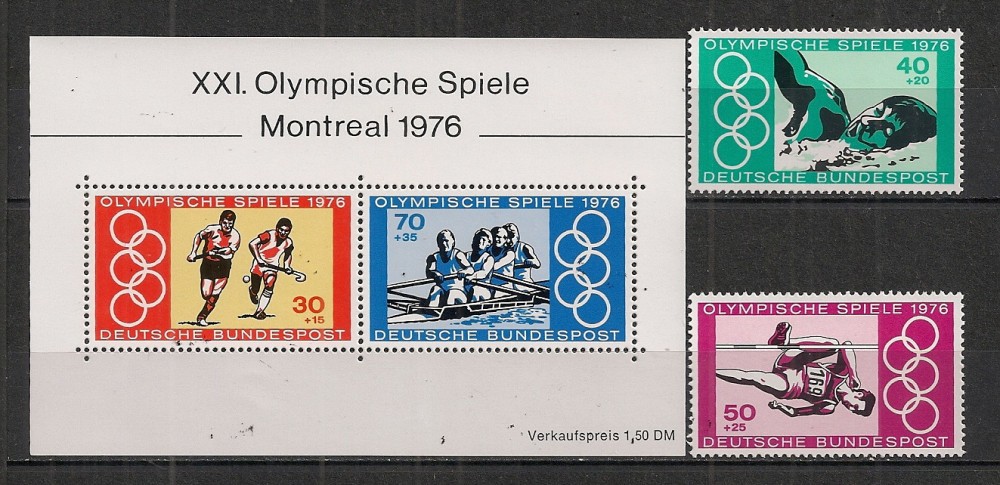 XXI. Olympische Spiele
Montreal 1976
OLYMPISCHE SPIELE 1976
30
+15
DEUTSCHE BUNDESPOST
OLYMPISCHE SPIELE 1976
70
+35
DEUTSCHE BUNDESPOST
Verkaufspreis 1,50 DM
OLYMPISCHE SPIELE 1976
40
+20
DEUTSCHE BUNDESPOST
OLYMPISCHE SPIELE 1976
169
50
+25
DEUTSCHE BUNDESPOST